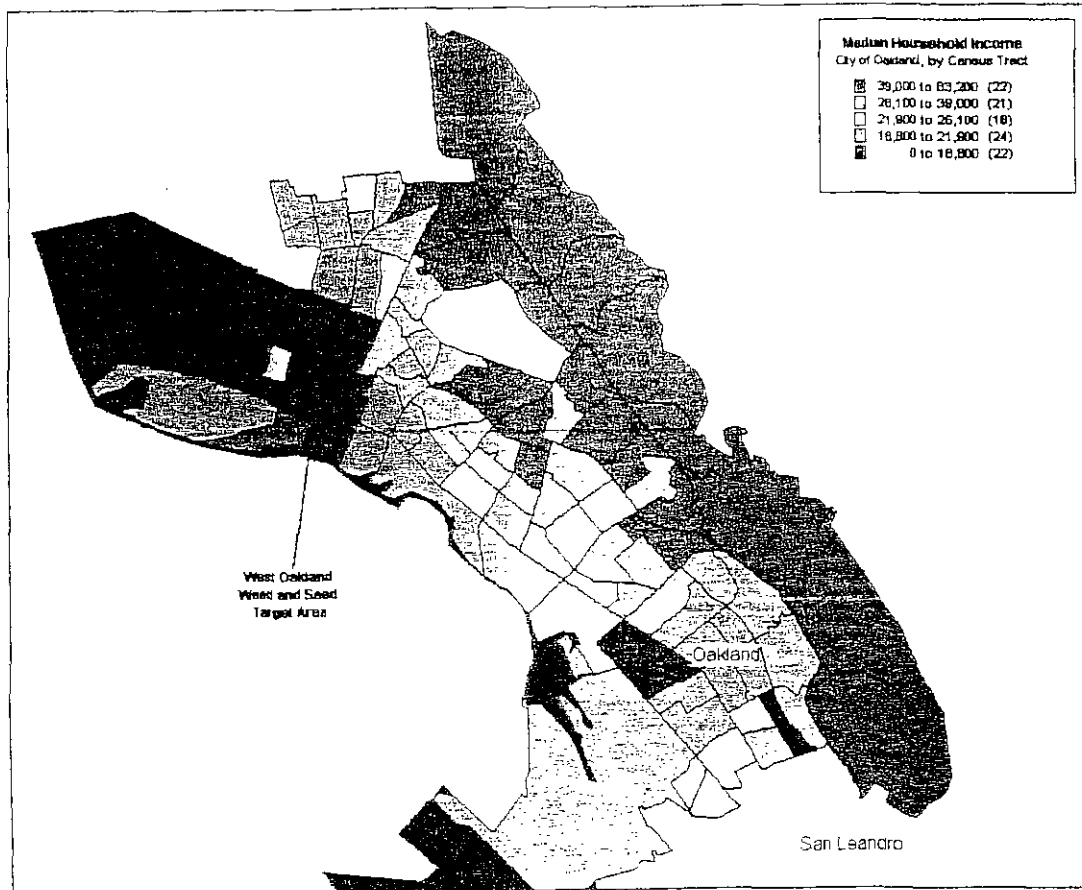 Median Household Income
City of Oakland, by Census Tract
39,000 to 83,200 (22)
26,100 to 39,000 (21)
21,900 to 26,100 (18)
18,800 to 21,900 (24)
0 to 18,800 (22)
West Oakland
Weed and Seed
Target Area
Oakland
San Leandro